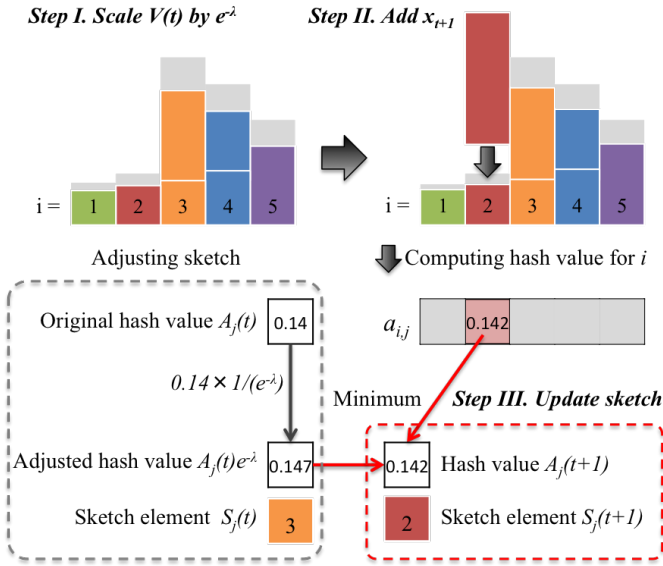 Step I. Scale V(t) by e^-λ
Step II. Add x_t+1
i =
1
2
3
4
5
i =
1
2
3
4
5
Adjusting sketch
Computing hash value for i
Original hash value A_j(t)
0.14
a_i,j
0.142
0.14 × 1/(e^-λ)
Minimum
Step III. Update sketch
Adjusted hash value A_j(t)e^-λ
0.147
0.142
Hash value A_j(t+1)
Sketch element S_j(t)
3
2
Sketch element S_j(t+1)